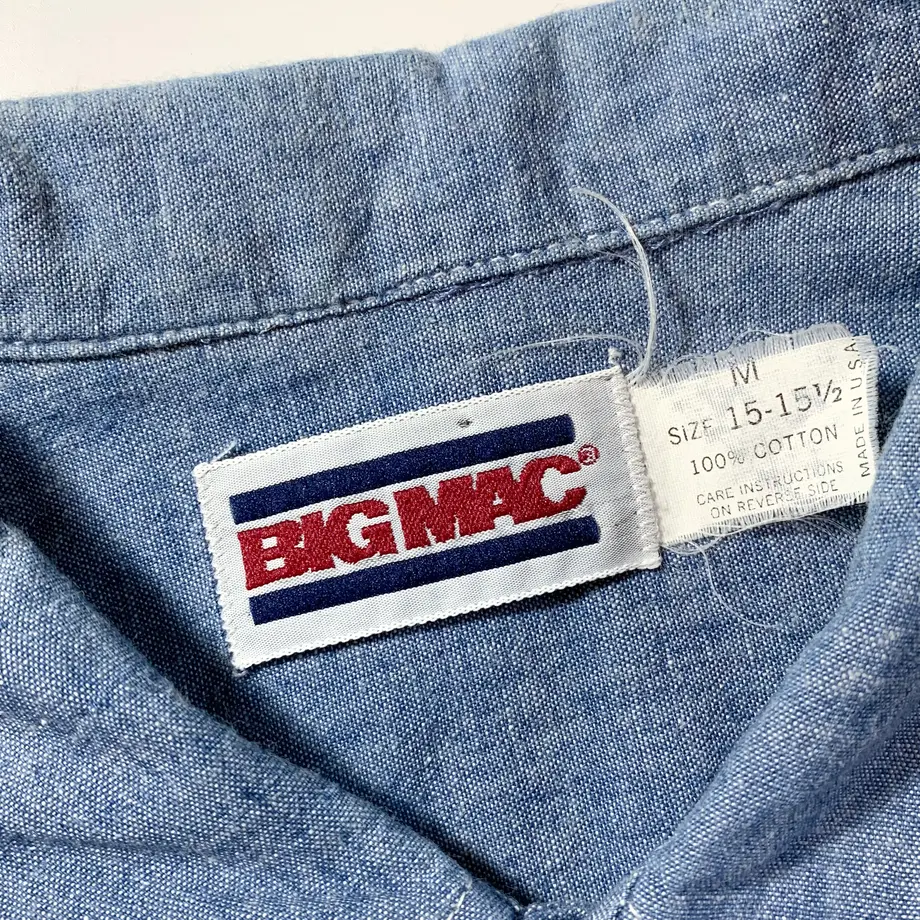 BIG MAC®
M
SIZE 15-15½
100% COTTON
CARE INSTRUCTIONS
ON REVERSE SIDE
MADE IN U.S.A.